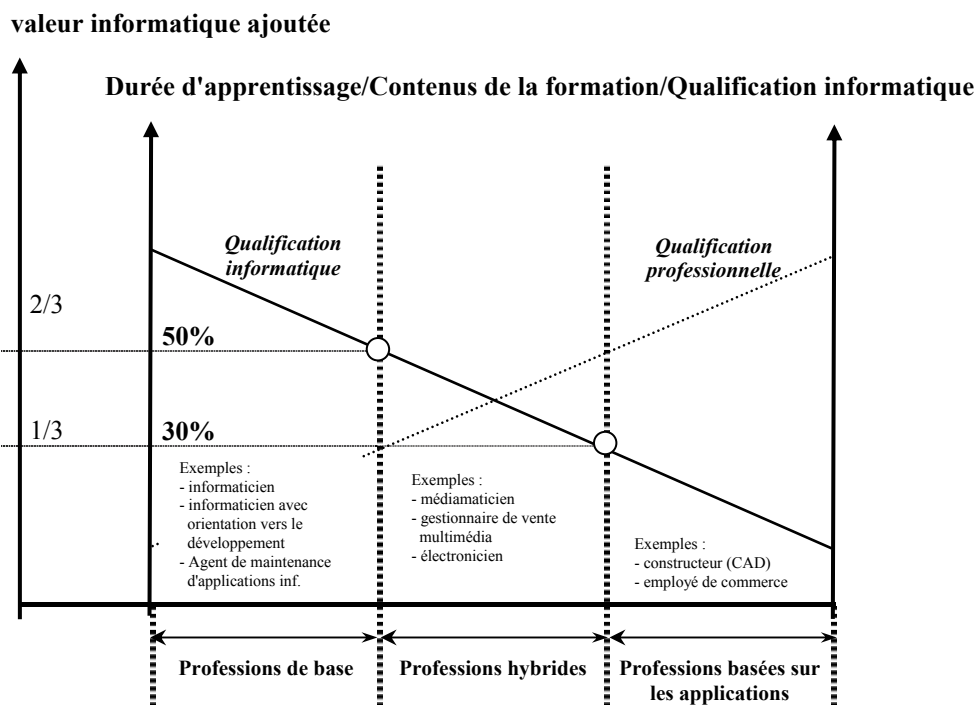 valeur informatique ajoutée
Durée d'apprentissage/Contenus de la formation/Qualification informatique
Qualification
informatique
Qualification
professionnelle
2/3
50%
1/3
30%
Exemples :
- informaticien
- informaticien avec
orientation vers le
développement
- Agent de maintenance
d'applications inf.
Exemples :
- médiamaticien
- gestionnaire de vente
multimédia
- électronicien
Exemples :
- constructeur (CAD)
- employé de commerce
Professions de base
Professions hybrides
Professions basées sur
les applications